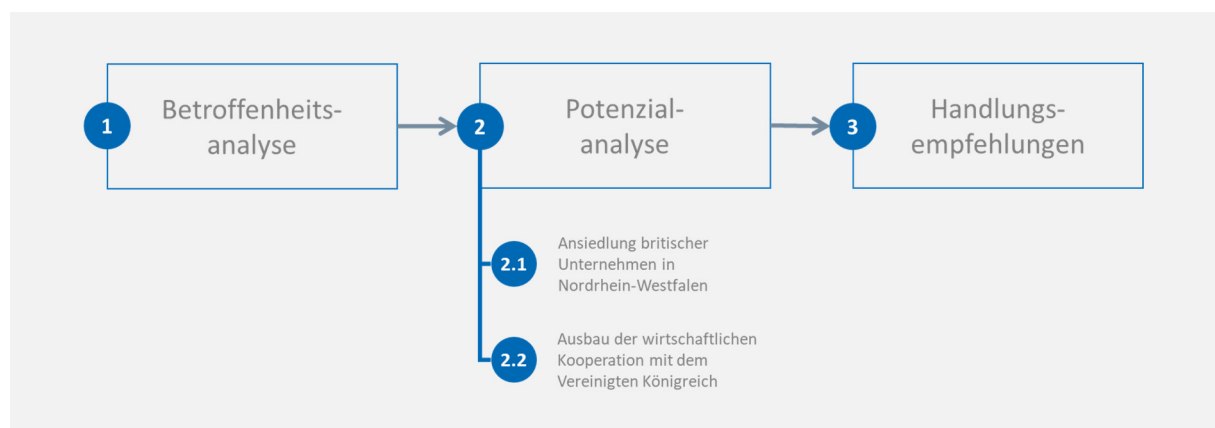 1
Betroffenheits-
analyse
2
Potenzial-
analyse
3
Handlungs-
empfehlungen
2.1
Ansiedlung britischer
Unternehmen in
Nordrhein-Westfalen
2.2
Ausbau der wirtschaftlichen
Kooperation mit dem
Vereinigten Königreich